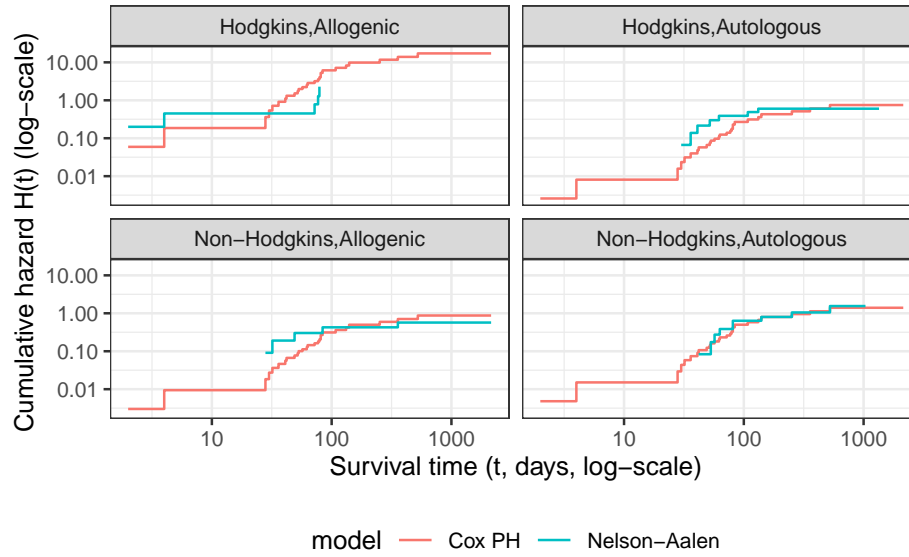 Hodgkins,Allogenic Hodgkins,Autologous
10.00
1.00
0.10
0.01
Non−Hodgkins,Allogenic Non−Hodgkins,Autologous
10.00
1.00
0.10
0.01
10 100 1000 10 100 1000
Cumulative hazard H(t) (log−scale)
Survival time (t, days, log−scale)
model Cox PH Nelson−Aalen